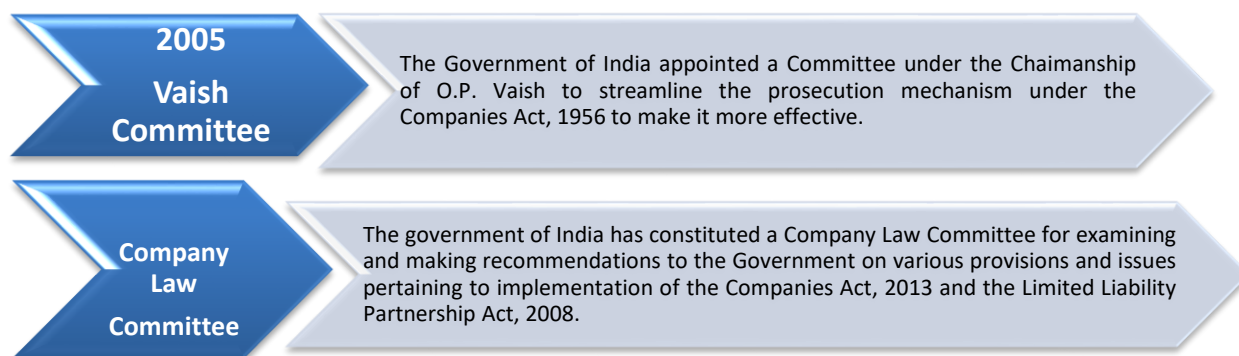 2005
Vaish
Committee
The Government of India appointed a Committee under the Chaimanship
of O.P. Vaish to streamline the prosecution mechanism under the
Companies Act, 1956 to make it more effective.
Company
Law
Committee
The government of India has constituted a Company Law Committee for examining
and making recommendations to the Government on various provisions and issues
pertaining to implementation of the Companies Act, 2013 and the Limited Liability
Partnership Act, 2008.